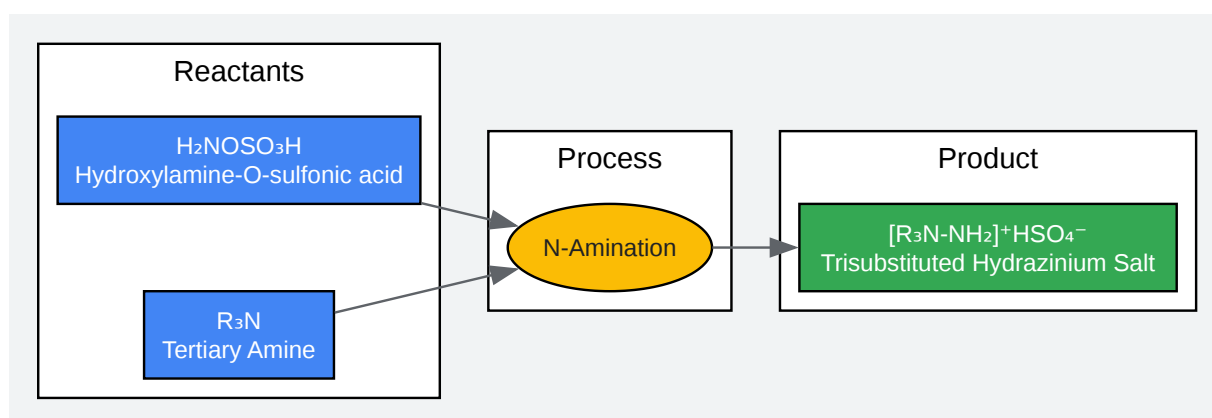 Reactants
H₂NOSO₃H
Hydroxylamine-O-sulfonic acid
R₃N
Tertiary Amine
Process
N-Amination
Product
[R₃N-NH₂]⁺HSO₄⁻
Trisubstituted Hydrazinium Salt